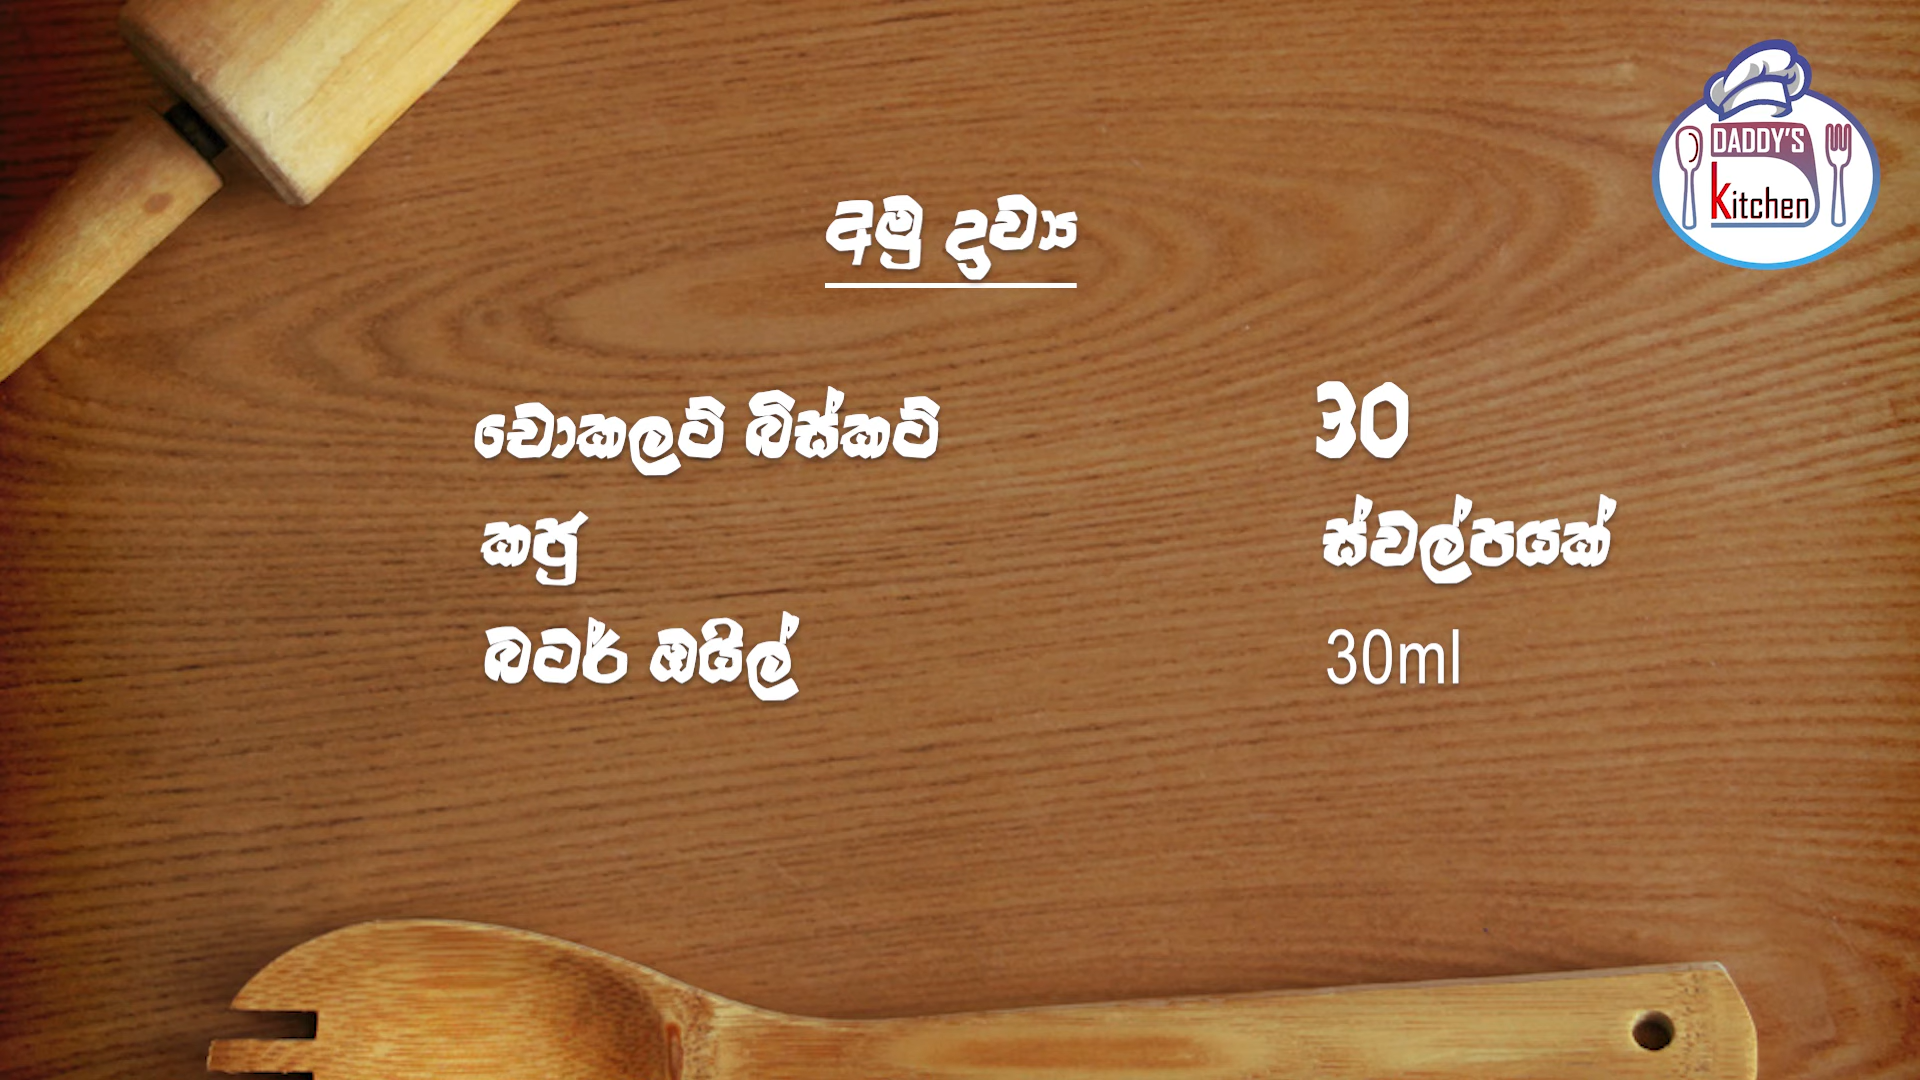 DADDY'S
Kitchen
අමු ද්‍රව්‍ය
චොකලට් බිස්කට් 30
කජු ස්වල්පයක්
බටර් ඔයිල් 30ml